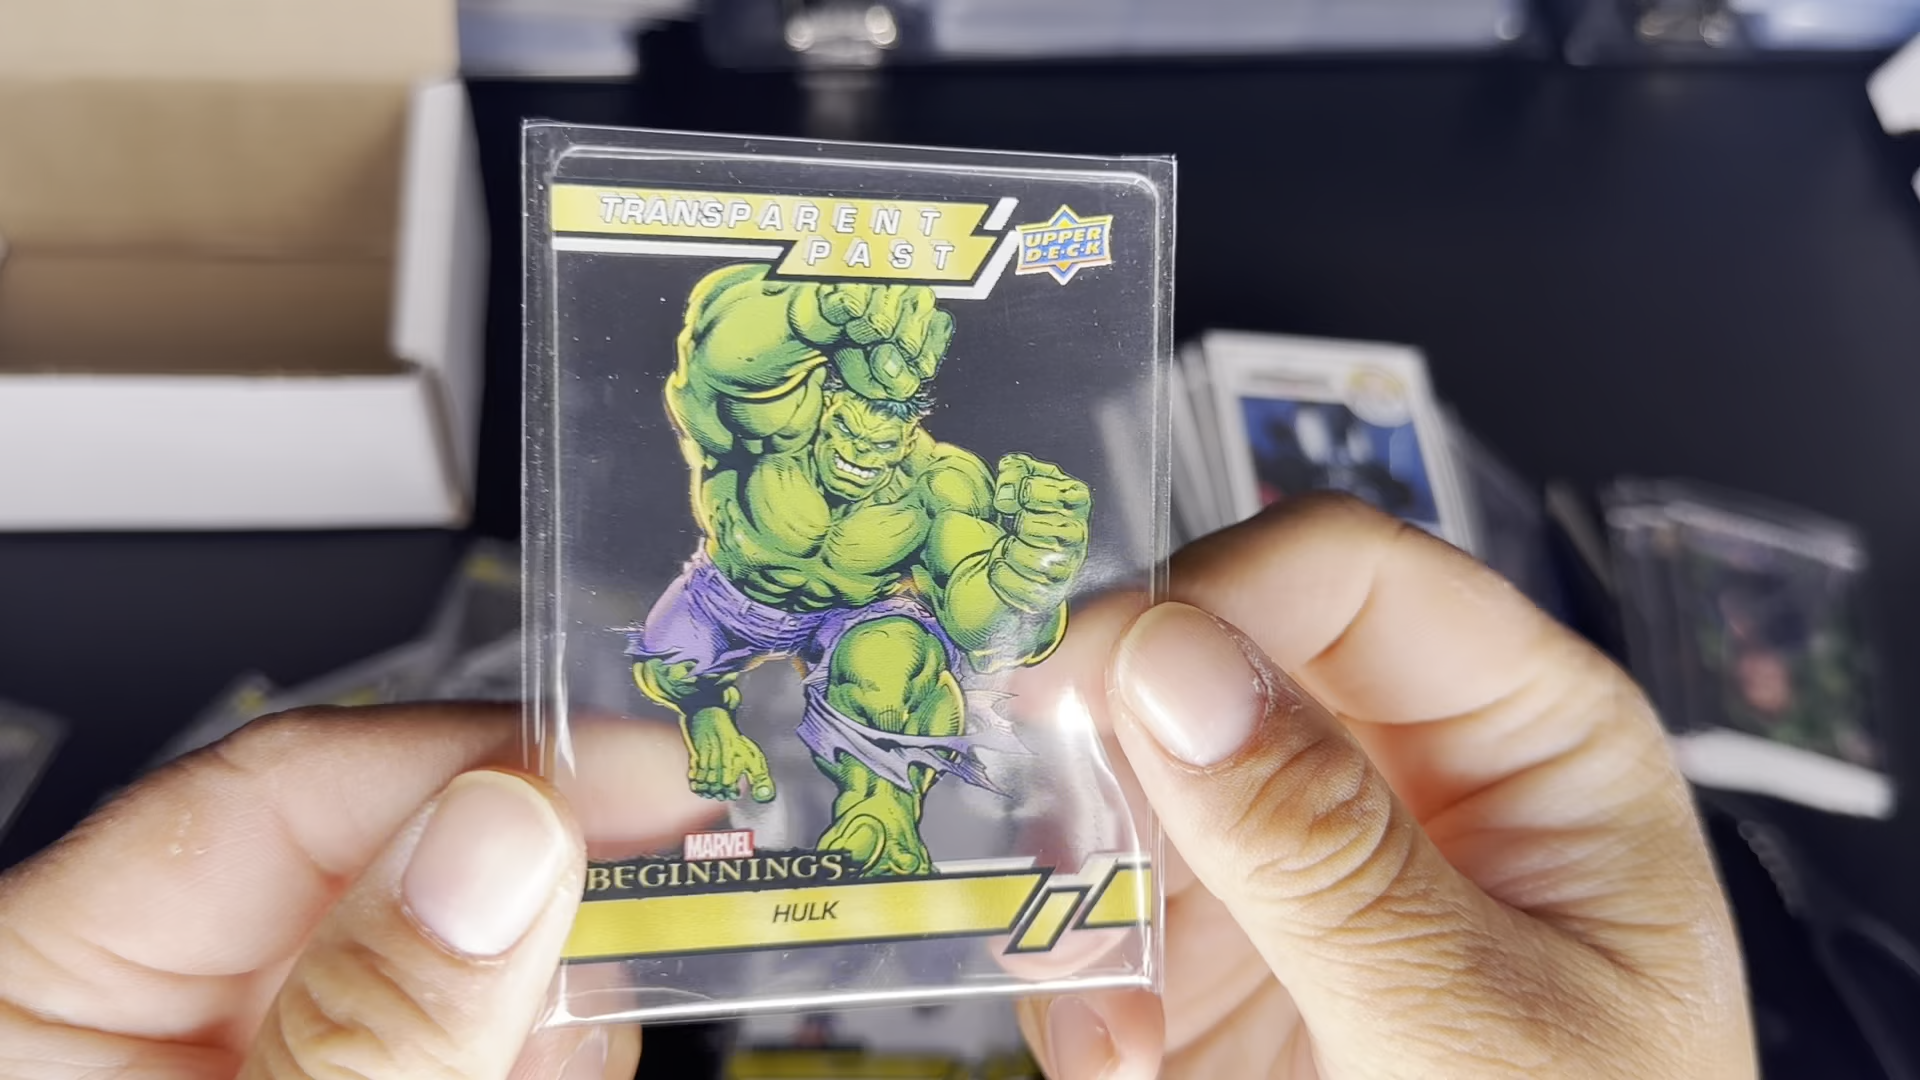 TRANSPARENT
PAST
UPPER
D·E·C·K
MARVEL
BEGINNINGS
HULK